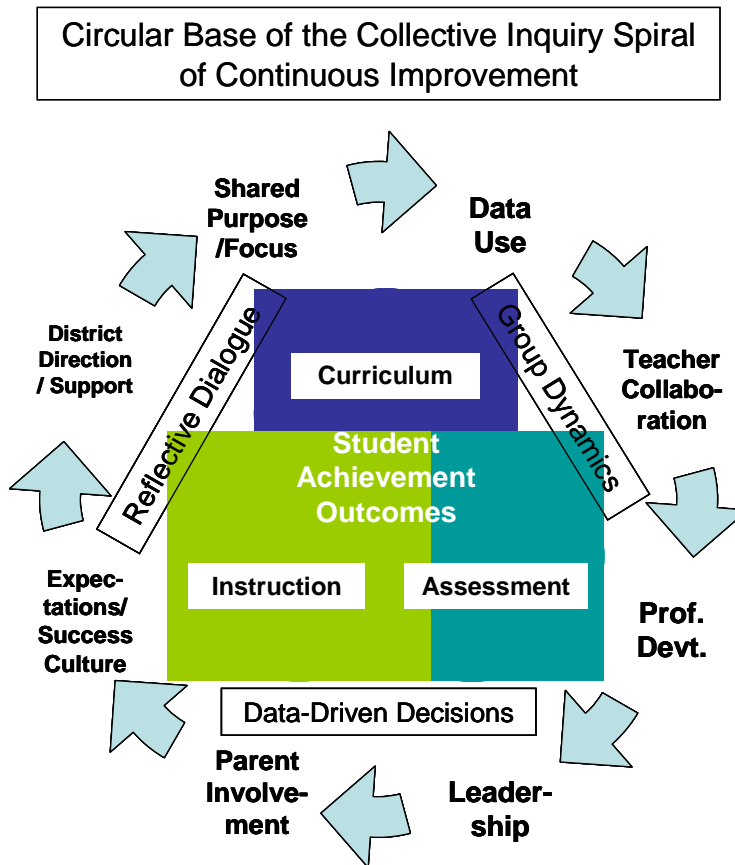 Circular Base of the Collective Inquiry Spiral
of Continuous Improvement
Shared
Purpose
/Focus
Data
Use
Teacher
Collabo-
ration
Prof.
Devt.
Leader-
ship
Parent
Involve-
ment
Expec-
tations/
Success
Culture
District
Direction
/ Support
Reflective Dialogue
Group Dynamics
Curriculum
Student
Achievement
Outcomes
Instruction
Assessment
Data-Driven Decisions